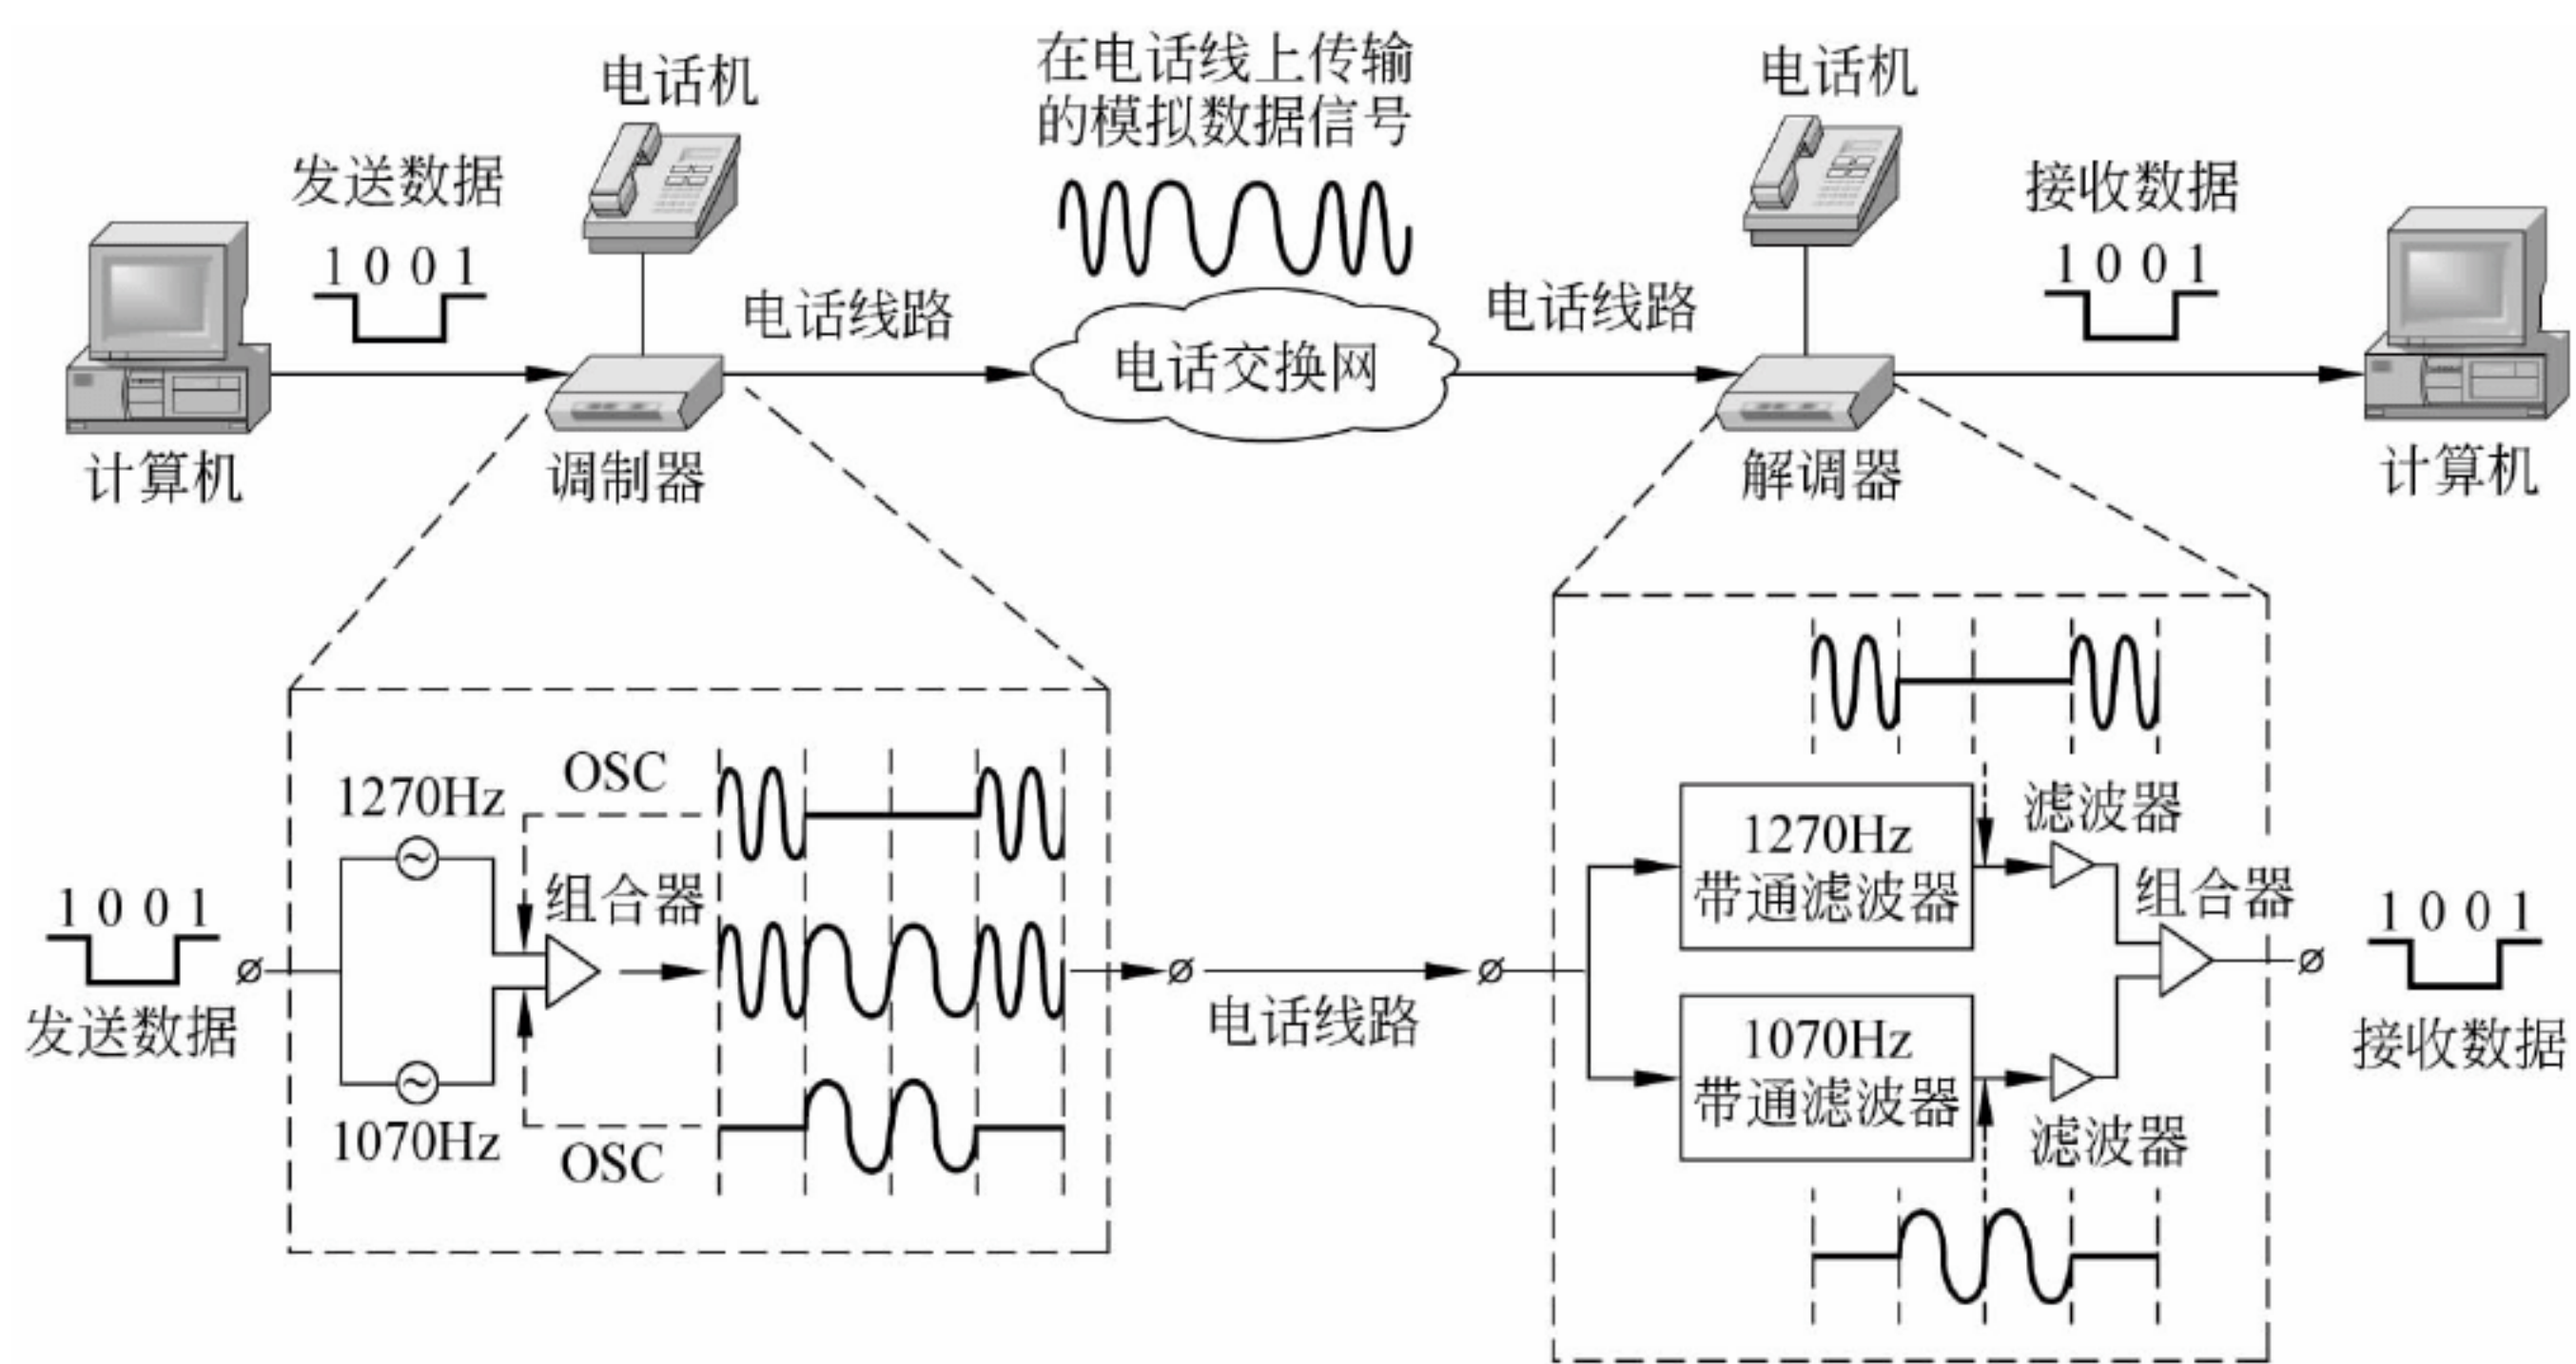 电话机
在电话线上传输
的模拟数据信号
电话机
发送数据
1 0 0 1
电话线路
电话交换网
电话线路
接收数据
1 0 0 1
计算机
调制器
解调器
计算机
OSC
1270Hz
组合器
1 0 0 1
发送数据
1070Hz
OSC
电话线路
1270Hz
带通滤波器
滤波器
组合器
1070Hz
带通滤波器
滤波器
1 0 0 1
接收数据